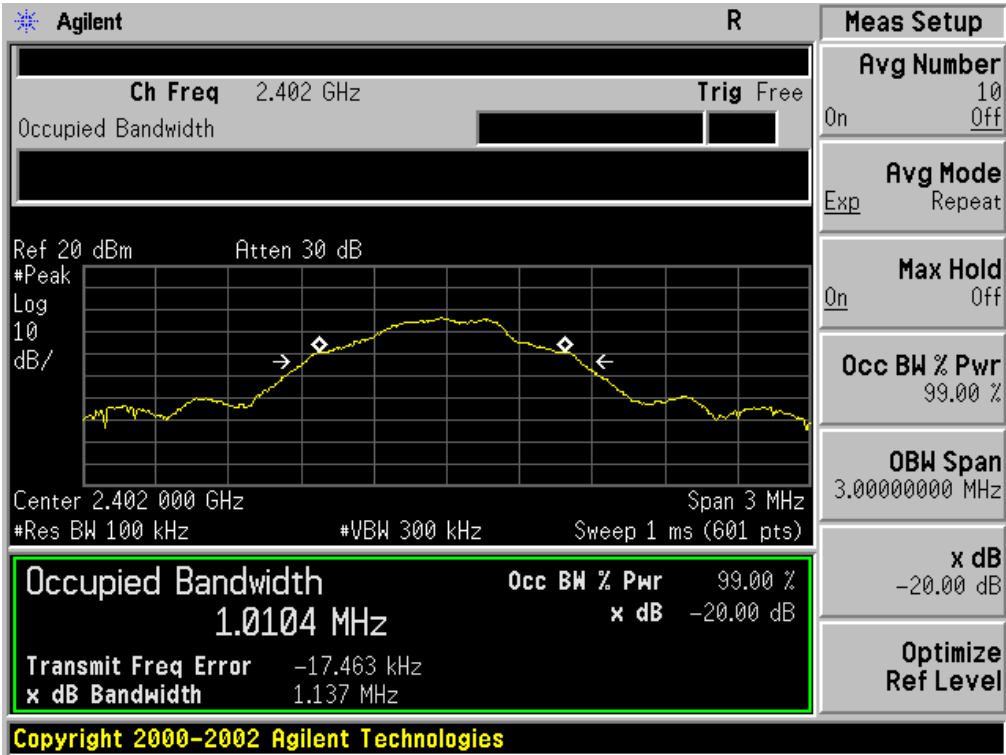 Agilent R Meas Setup
Ch Freq 2.402 GHz Trig Free
Occupied Bandwidth
Ref 20 dBm Atten 30 dB
#Peak
Log
10
dB/
Center 2.402 000 GHz Span 3 MHz
#Res BW 100 kHz #VBW 300 kHz Sweep 1 ms (601 pts)
Occupied Bandwidth Occ BW % Pwr 99.00 %
1.0104 MHz x dB -20.00 dB
Transmit Freq Error -17.463 kHz
x dB Bandwidth 1.137 MHz
Copyright 2000-2002 Agilent Technologies
Avg Number
10
On Off
Avg Mode
Exp Repeat
Max Hold
On Off
Occ BW % Pwr
99.00 %
OBW Span
3.00000000 MHz
x dB
-20.00 dB
Optimize
Ref Level